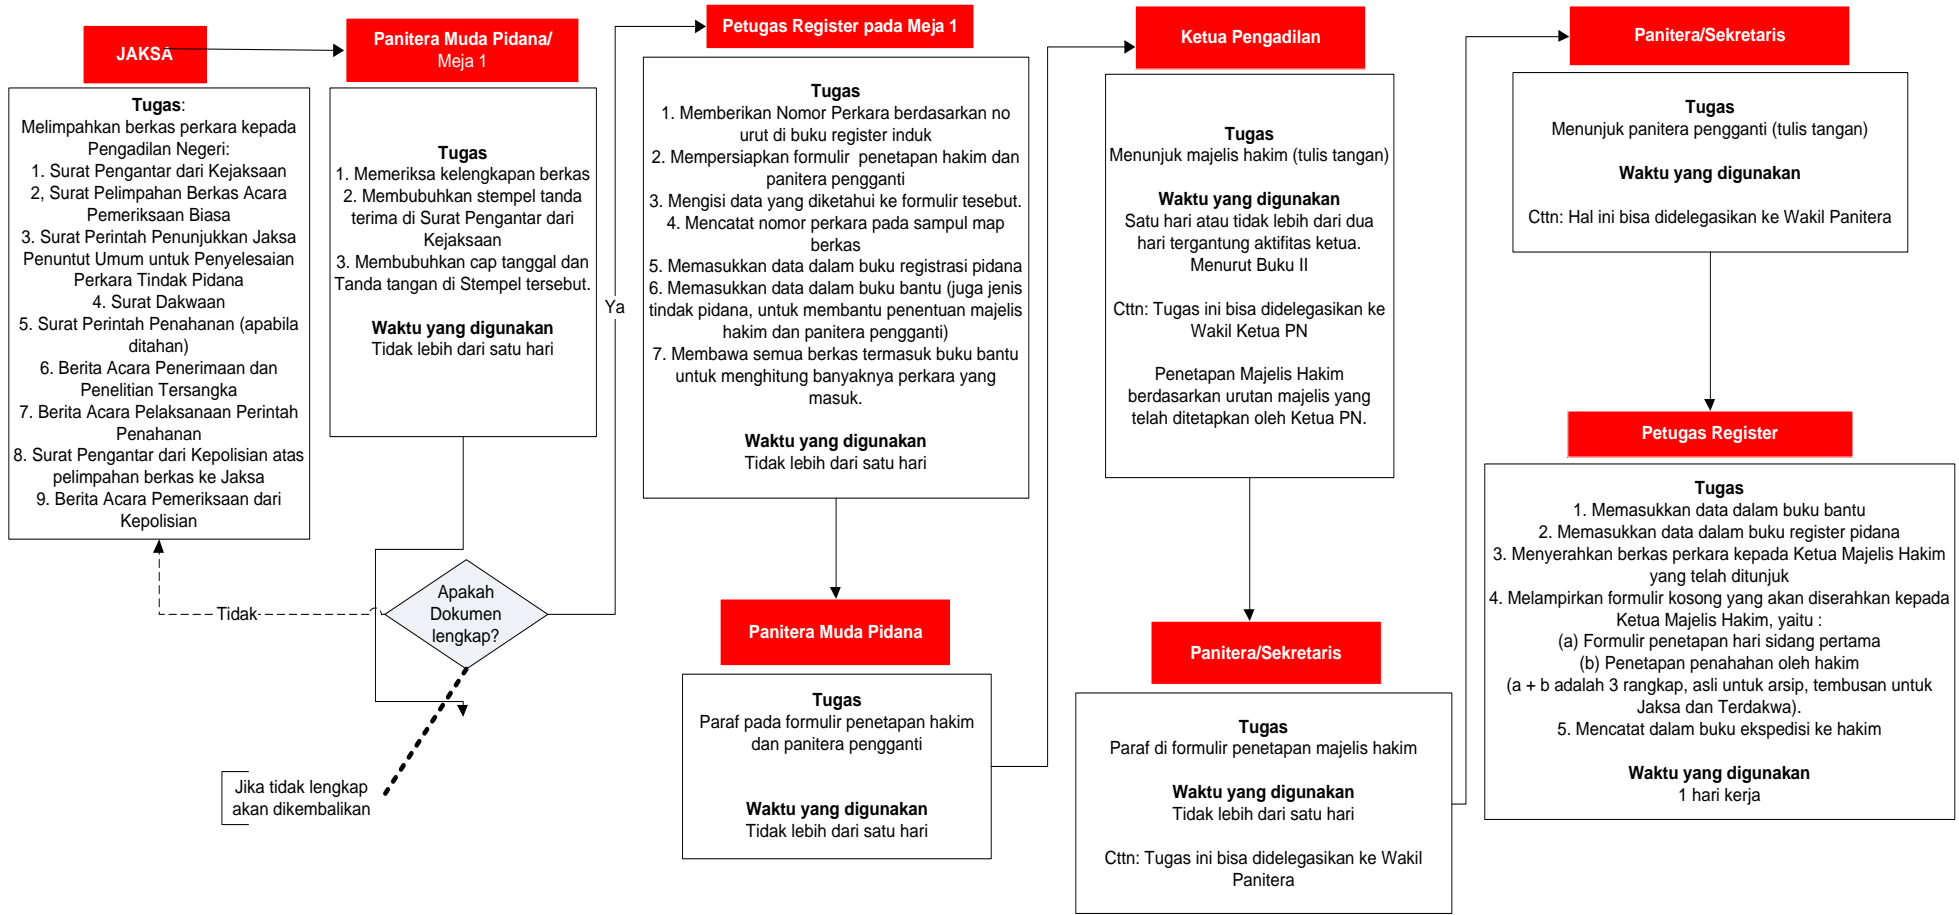 JAKSA
Tugas:
Melimpahkan berkas perkara kepada
Pengadilan Negeri:
1. Surat Pengantar dari Kejaksaan
2, Surat Pelimpahan Berkas Acara
Pemeriksaan Biasa
3. Surat Perintah Penunjukkan Jaksa
Penuntut Umum untuk Penyelesaian
Perkara Tindak Pidana
4. Surat Dakwaan
5. Surat Perintah Penahanan (apabila
ditahan)
6. Berita Acara Penerimaan dan
Penelitian Tersangka
7. Berita Acara Pelaksanaan Perintah
Penahanan
8. Surat Pengantar dari Kepolisian atas
pelimpahan berkas ke Jaksa
9. Berita Acara Pemeriksaan dari
Kepolisian
Panitera Muda Pidana/
Meja 1
Tugas
1. Memeriksa kelengkapan berkas
2. Membubuhkan stempel tanda
terima di Surat Pengantar dari
Kejaksaan
3. Membubuhkan cap tanggal dan
Tanda tangan di Stempel tersebut.
Waktu yang digunakan
Tidak lebih dari satu hari
Apakah
Dokumen
lengkap?
Tidak
Ya
Jika tidak lengkap
akan dikembalikan
Petugas Register pada Meja 1
Tugas
1. Memberikan Nomor Perkara berdasarkan no
urut di buku register induk
2. Mempersiapkan formulir penetapan hakim dan
panitera pengganti
3. Mengisi data yang diketahui ke formulir tesebut.
4. Mencatat nomor perkara pada sampul map
berkas
5. Memasukkan data dalam buku registrasi pidana
6. Memasukkan data dalam buku bantu (juga jenis
tindak pidana, untuk membantu penentuan majelis
hakim dan panitera pengganti)
7. Membawa semua berkas termasuk buku bantu
untuk menghitung banyaknya perkara yang
masuk.
Waktu yang digunakan
Tidak lebih dari satu hari
Panitera Muda Pidana
Tugas
Paraf pada formulir penetapan hakim
dan panitera pengganti
Waktu yang digunakan
Tidak lebih dari satu hari
Ketua Pengadilan
Tugas
Menunjuk majelis hakim (tulis tangan)
Waktu yang digunakan
Satu hari atau tidak lebih dari dua
hari tergantung aktifitas ketua.
Menurut Buku II
Cttn: Tugas ini bisa didelegasikan ke
Wakil Ketua PN
Penetapan Majelis Hakim
berdasarkan urutan majelis yang
telah ditetapkan oleh Ketua PN.
Panitera/Sekretaris
Tugas
Paraf di formulir penetapan majelis hakim
Waktu yang digunakan
Tidak lebih dari satu hari
Cttn: Tugas ini bisa didelegasikan ke Wakil
Panitera
Panitera/Sekretaris
Tugas
Menunjuk panitera pengganti (tulis tangan)
Waktu yang digunakan
Cttn: Hal ini bisa didelegasikan ke Wakil Panitera
Petugas Register
Tugas
1. Memasukkan data dalam buku bantu
2. Memasukkan data dalam buku register pidana
3. Menyerahkan berkas perkara kepada Ketua Majelis Hakim
yang telah ditunjuk
4. Melampirkan formulir kosong yang akan diserahkan kepada
Ketua Majelis Hakim, yaitu :
(a) Formulir penetapan hari sidang pertama
(b) Penetapan penahahan oleh hakim
(a + b adalah 3 rangkap, asli untuk arsip, tembusan untuk
Jaksa dan Terdakwa).
5. Mencatat dalam buku ekspedisi ke hakim
Waktu yang digunakan
1 hari kerja